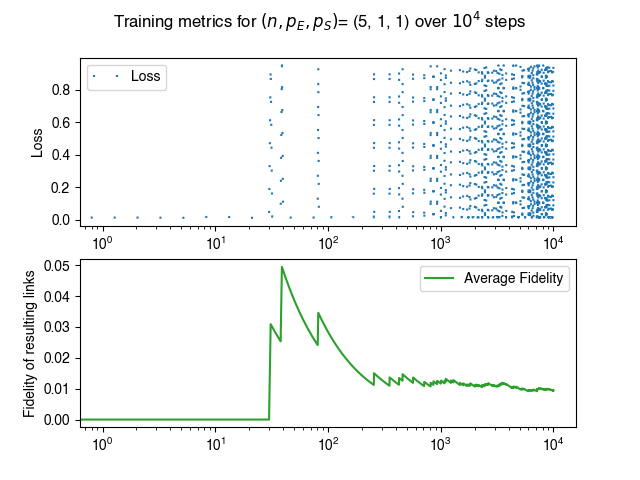 Training metrics for $(n, p_E, p_S)$= (5, 1, 1) over $10^4$ steps
Loss
Loss
0.8
0.6
0.4
0.2
0.0
$10^0$ $10^1$ $10^2$ $10^3$ $10^4$
Fidelity of resulting links
Average Fidelity
0.05
0.04
0.03
0.02
0.01
0.00
$10^0$ $10^1$ $10^2$ $10^3$ $10^4$